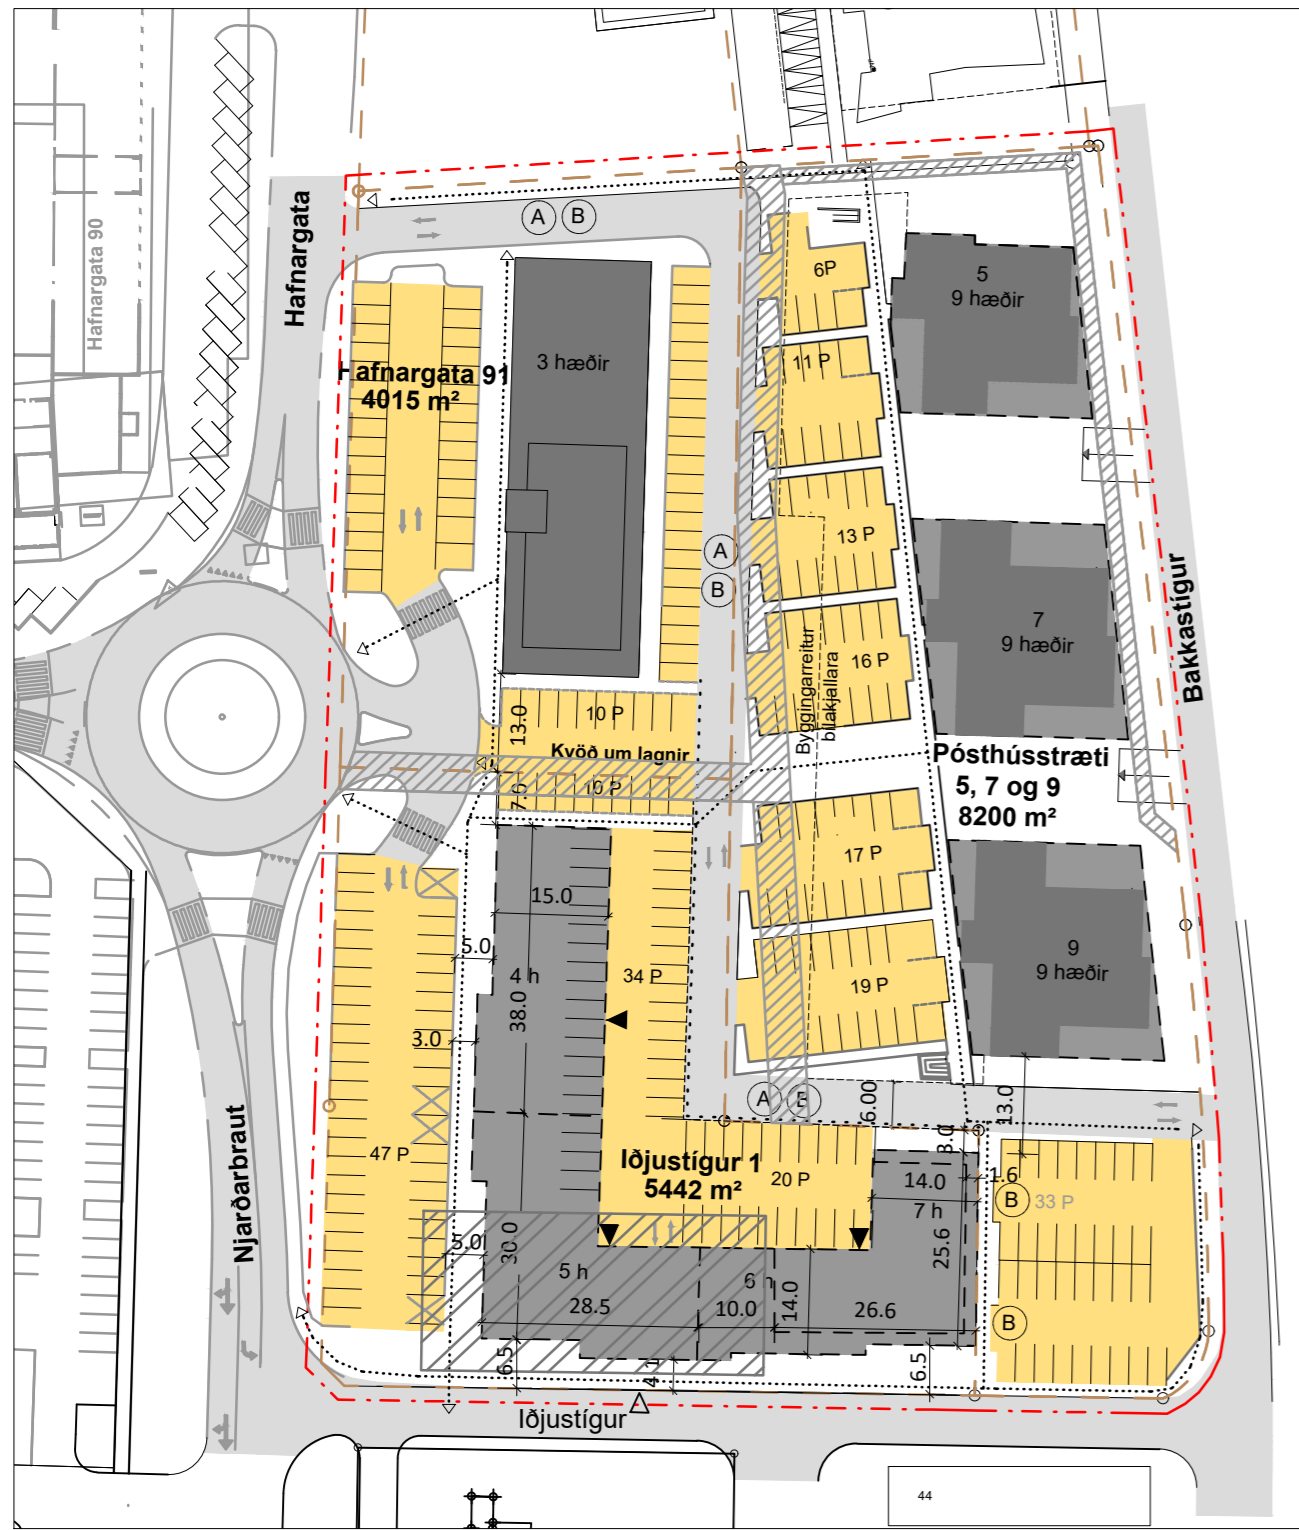 Hafnargata 90
Hafnargata
A
B
Hafnargata 91
4015 m²
3 hæðir
6P
5
9 hæðir
11 P
13 P
A
B
16 P
7
9 hæðir
Bakkastígur
Byggingarreitur
bílakjallara
10 P
13.0
Kvöð um lagnir
10 P
7.0
Pósthússtræti
5, 7 og 9
8200 m²
17 P
15.0
5.0
4 h
34 P
38.0
19 P
9
9 hæðir
3.0
A
B
6.00
13.0
3.0
Njarðarbraut
47 P
Iðjustígur 1
5442 m²
20 P
14.0
1.6
7 h
B
33 P
25.6
5.0
30.0
5 h
6 h
28.5
10.0
14.0
26.6
B
6.5
4.1
6.5
Iðjustígur
44